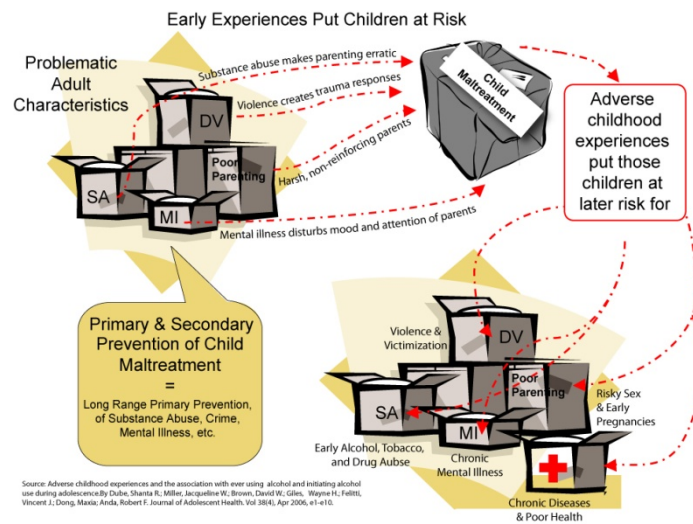 Early Experiences Put Children at Risk
Problematic
Adult
Characteristics
Substance abuse makes parenting erratic
Violence creates trauma responses
Harsh, non-reinforcing parents
Mental illness disturbs mood and attention of parents
DV
Poor
Parenting
SA
MI
Child
Maltreatment
Adverse
childhood
experiences
put those
children at
later risk for
Primary & Secondary
Prevention of Child
Maltreatment
=
Long Range Primary Prevention,
of Substance Abuse, Crime,
Mental Illness, etc.
Violence &
Victimization
DV
Poor
Parenting
Risky Sex
& Early
Pregnancies
SA
MI
Early Alcohol, Tobacco,
and Drug Aubse
Chronic
Mental Illness
Chronic Diseases
& Poor Health
Source: Adverse childhood experiences and the association with ever using alcohol and initiating alcohol
use during adolescence.By Dube, Shanta R.; Miller, Jacqueline W.; Brown, David W.; Giles, Wayne H.; Felitti,
Vincent J.; Dong, Maxia; Anda, Robert F. Journal of Adolescent Health. Vol 38(4), Apr 2006, e1-e10.